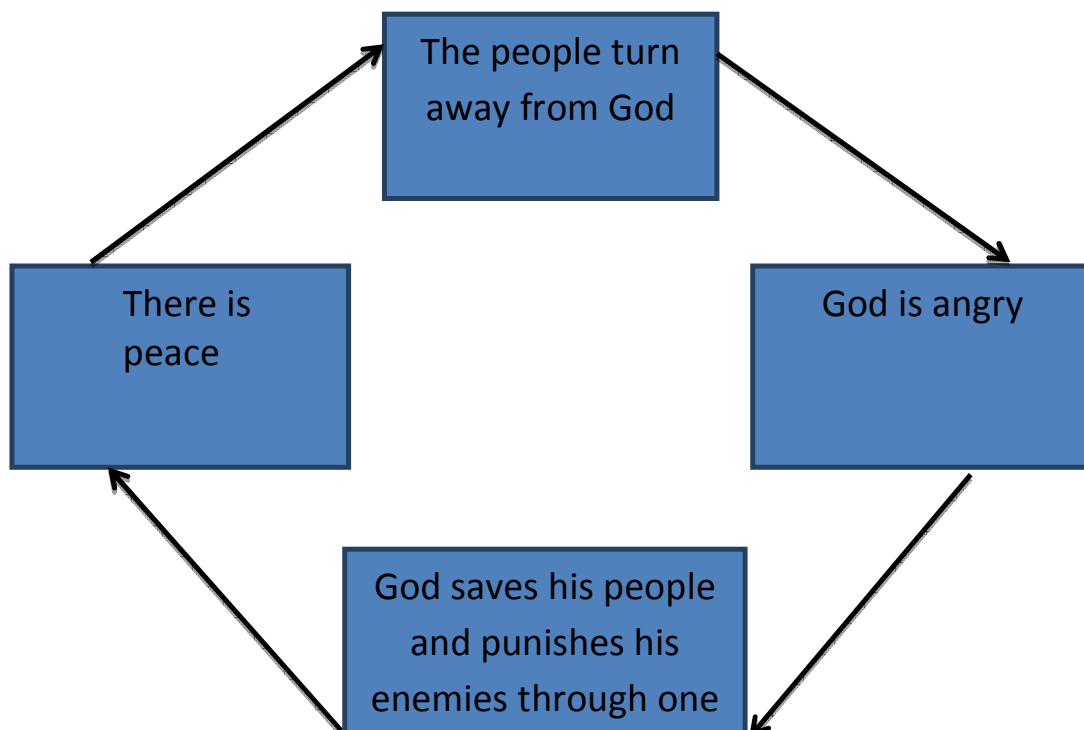 The people turn
away from God
There is
peace
God is angry
God saves his people
and punishes his
enemies through one